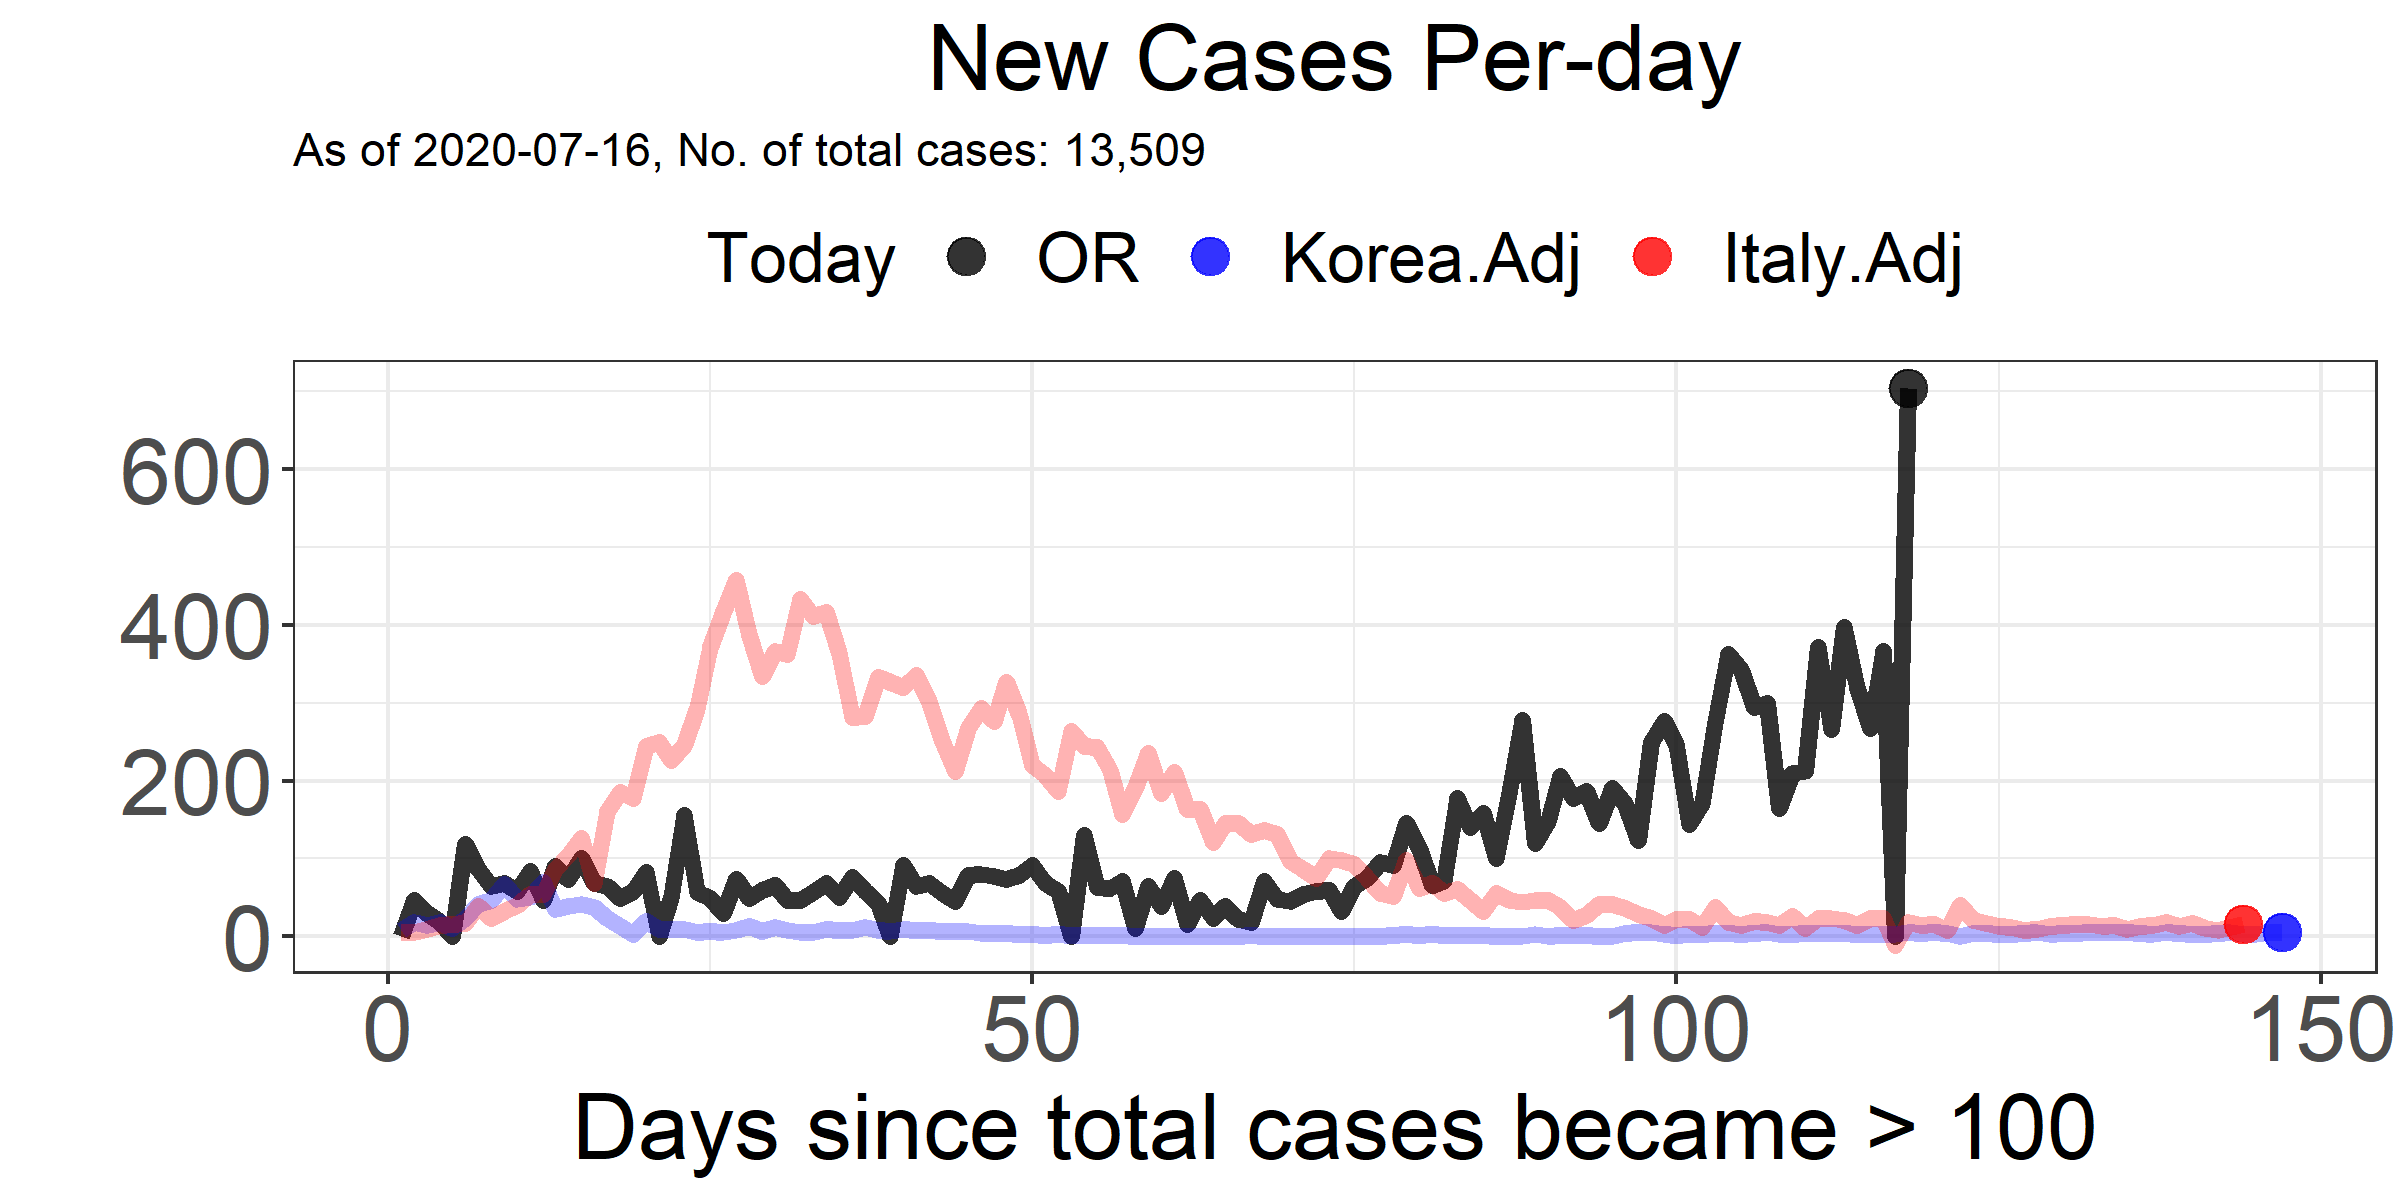 New Cases Per-day
As of 2020-07-16, No. of total cases: 13,509
Today OR Korea.Adj Italy.Adj
600
400
200
0
0 50 100 150
Days since total cases became > 100